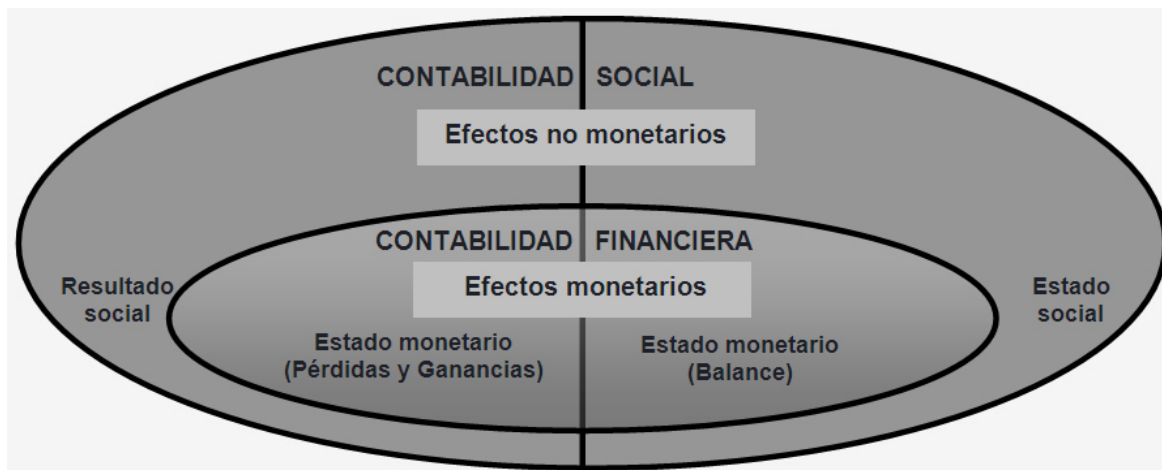 CONTABILIDAD SOCIAL
Efectos no monetarios
CONTABILIDAD FINANCIERA
Efectos monetarios
Resultado
social
Estado monetario
(Pérdidas y Ganancias)
Estado monetario
(Balance)
Estado
social